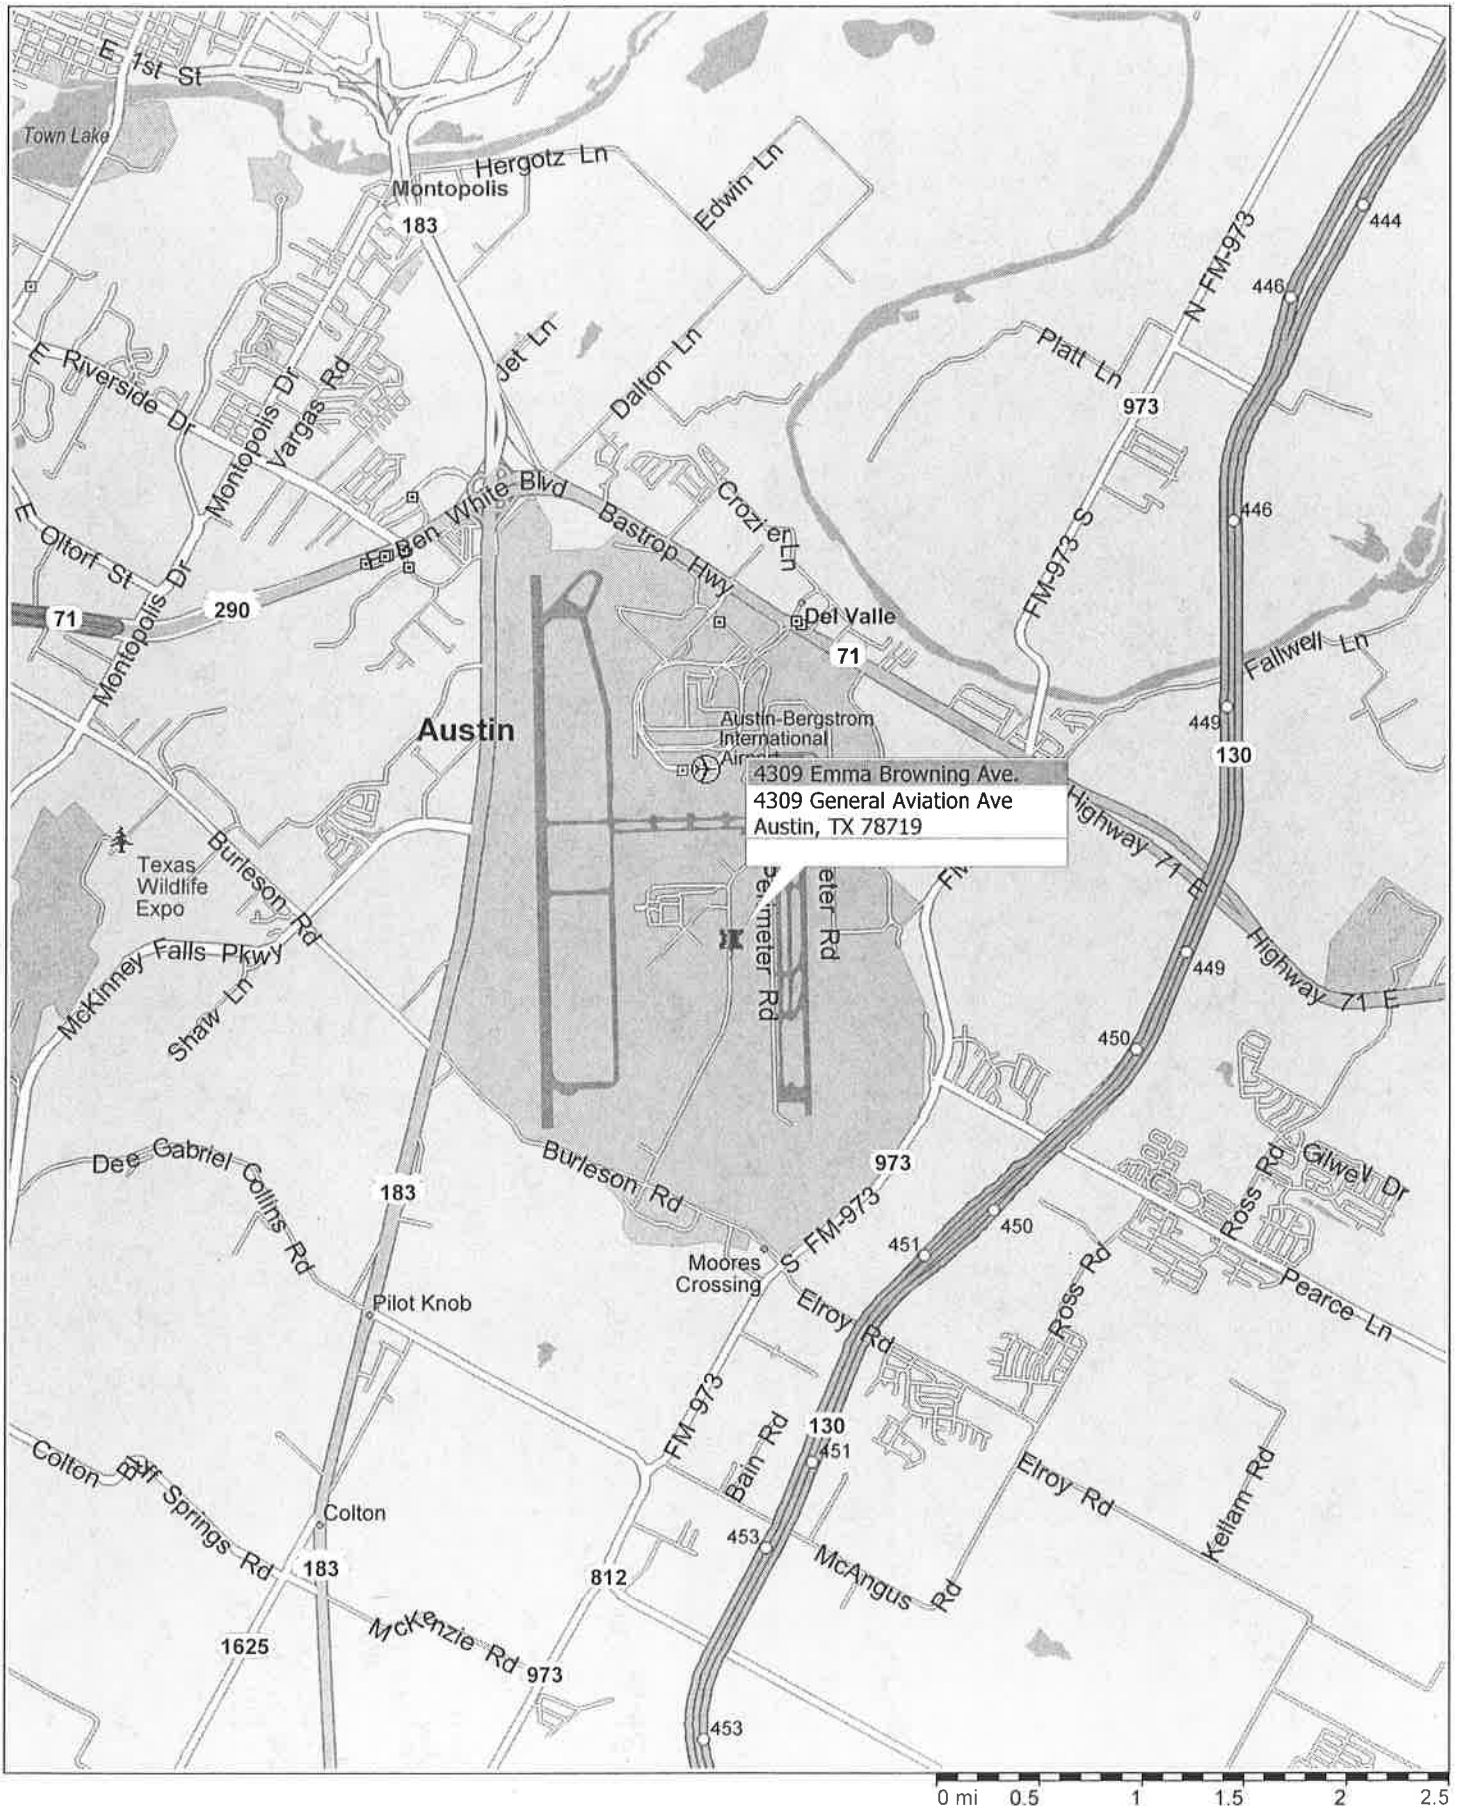 E 1st St
Town Lake
Hergotz Ln
Montopolis
183
Edwin Ln
N FM-973
444
446
Jet Ln
Dalton Ln
Platt Ln
973
E Riverside Dr
Montopolis Dr
Vargas Rd
E Ben White Blvd
Bastrop Hwy
Crozier Ln
FM-973 S
446
E Oltorf St
Montopolis Dr
71
290
Del Valle
71
Fallwell Ln
449
130
Austin
Austin-Bergstrom
International
Airport
4309 Emma Browning Ave.
4309 General Aviation Ave
Austin, TX 78719
Highway 71 E
Texas
Wildlife
Expo
Burleson Rd
McKinney Falls Pkwy
Shaw Ln
Perimeter Rd
eter Rd
FM
449
Highway 71 E
450
Dee Gabriel Collins Rd
183
Burleson Rd
973
S FM-973
450
451
Ross Rd
Gilwell Dr
Moores
Crossing
Pilot Knob
Elroy Rd
Ross Rd
Pearce Ln
FM 973
Bain Rd
130
451
Elroy Rd
Kellam Rd
Colton Bluff Springs Rd
Colton
183
453
McAngus Rd
812
McKenzie Rd
973
1625
453
0 mi 0.5 1 1.5 2 2.5